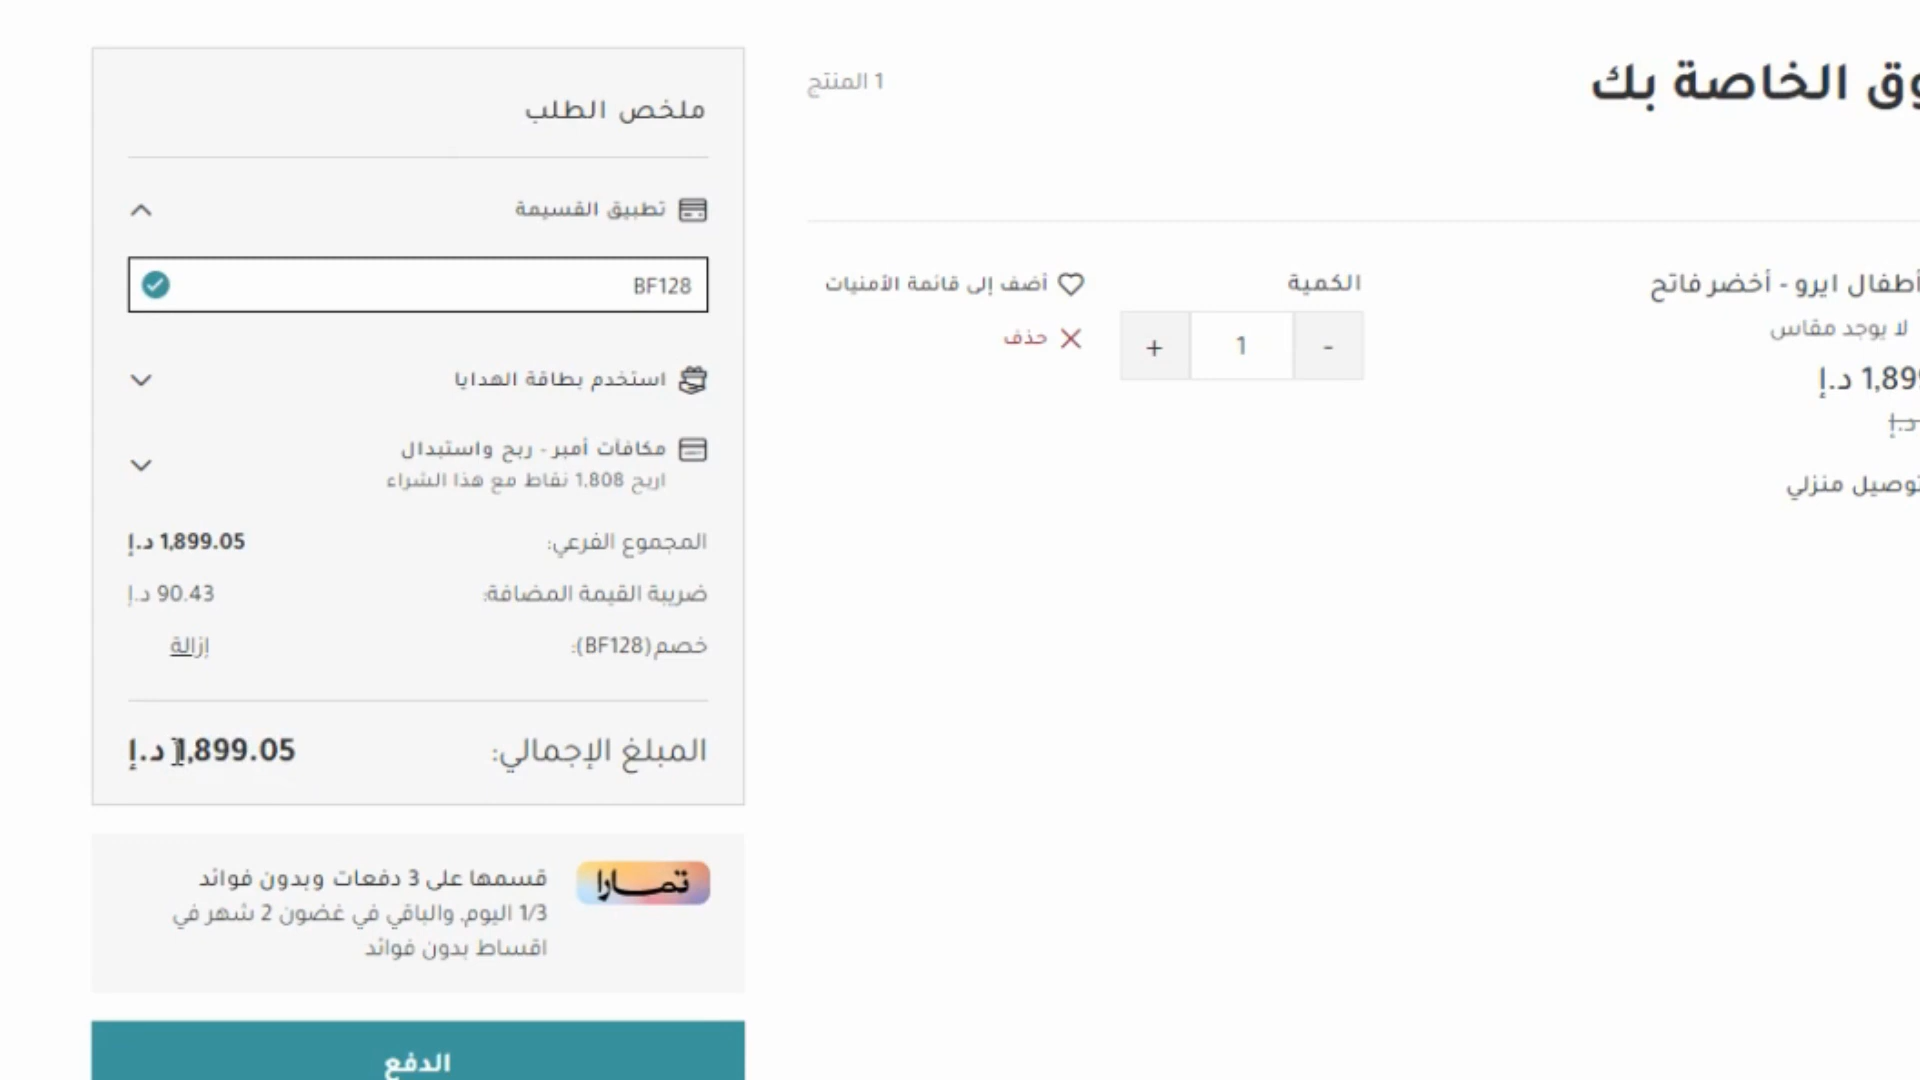 الخاصة بك
1 المنتج
أطفال ايرو - أخضر فاتح
لا يوجد مقاس
د.إ
د.إ
توصيل منزلي
الكمية
- 1 +
أضف إلى قائمة الأمنيات
حذف
ملخص الطلب
تطبيق القسيمة
BF128
استخدم بطاقة الهدايا
مكافآت أمبر - ربح واستبدال
اربح 1,808 نقاط مع هذا الشراء
المجموع الفرعي: 1,899.05 د.إ
ضريبة القيمة المضافة: 90.43 د.إ
خصم(BF128): إزالة
المبلغ الإجمالي: 1,899.05 د.إ
تمارا
قسمها على 3 دفعات وبدون فوائد
1/3 اليوم, والباقي في غضون 2 شهر في
اقساط بدون فوائد
الدفع